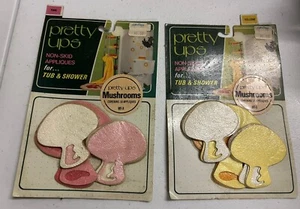 pretty
ups
NON-SKID
APPLIQUES
for...
TUB & SHOWER
pretty ups
Mushrooms
pretty
ups
NON-SKID
APPLIQUES
for...
TUB & SHOWER
pretty ups
Mushrooms